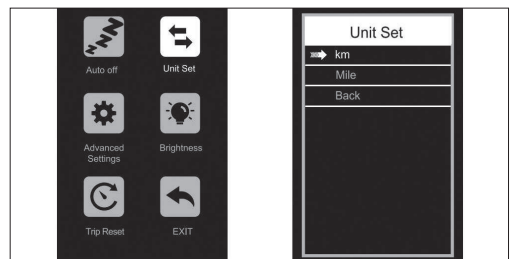 Auto off
Unit Set
Advanced
Settings
Brightness
Trip Reset
EXIT
Unit Set
km
Mile
Back